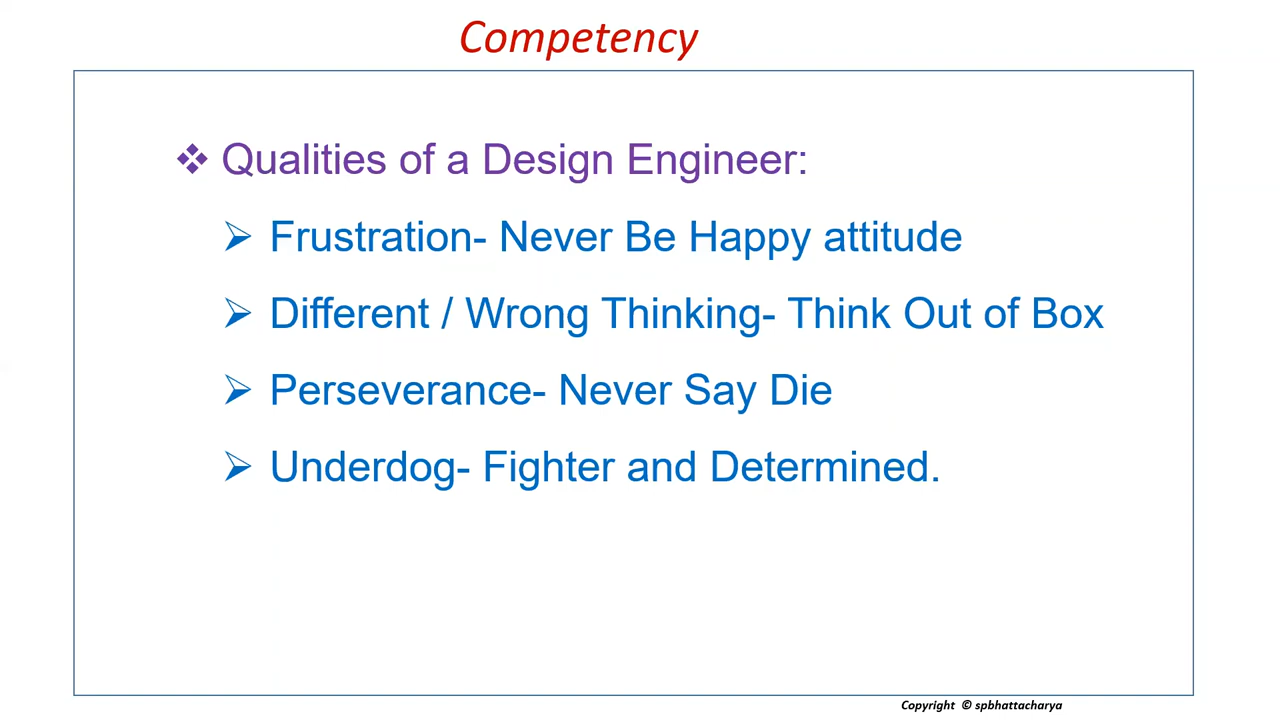 Competency
❖ Qualities of a Design Engineer:
➢ Frustration- Never Be Happy attitude
➢ Different / Wrong Thinking- Think Out of Box
➢ Perseverance- Never Say Die
➢ Underdog- Fighter and Determined.
Copyright © spbhattacharya